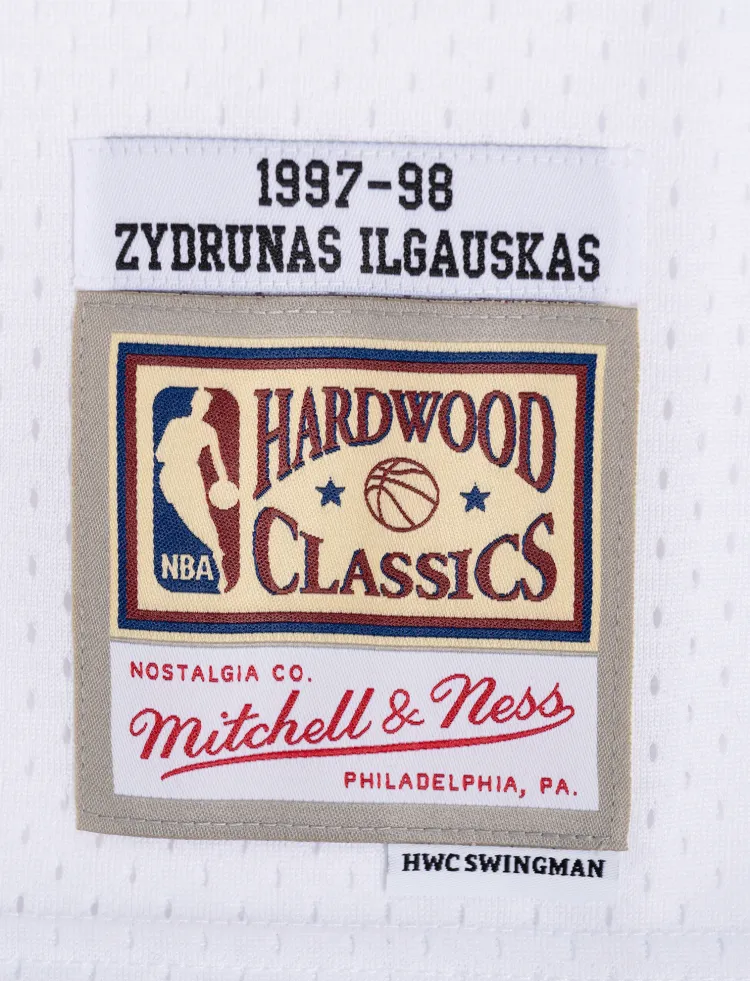 1997-98
ZYDRUNAS ILGAUSKAS
HARDWOOD
CLASSICS
NBA
NOSTALGIA CO.
Mitchell & Ness
PHILADELPHIA, PA.
HWC SWINGMAN